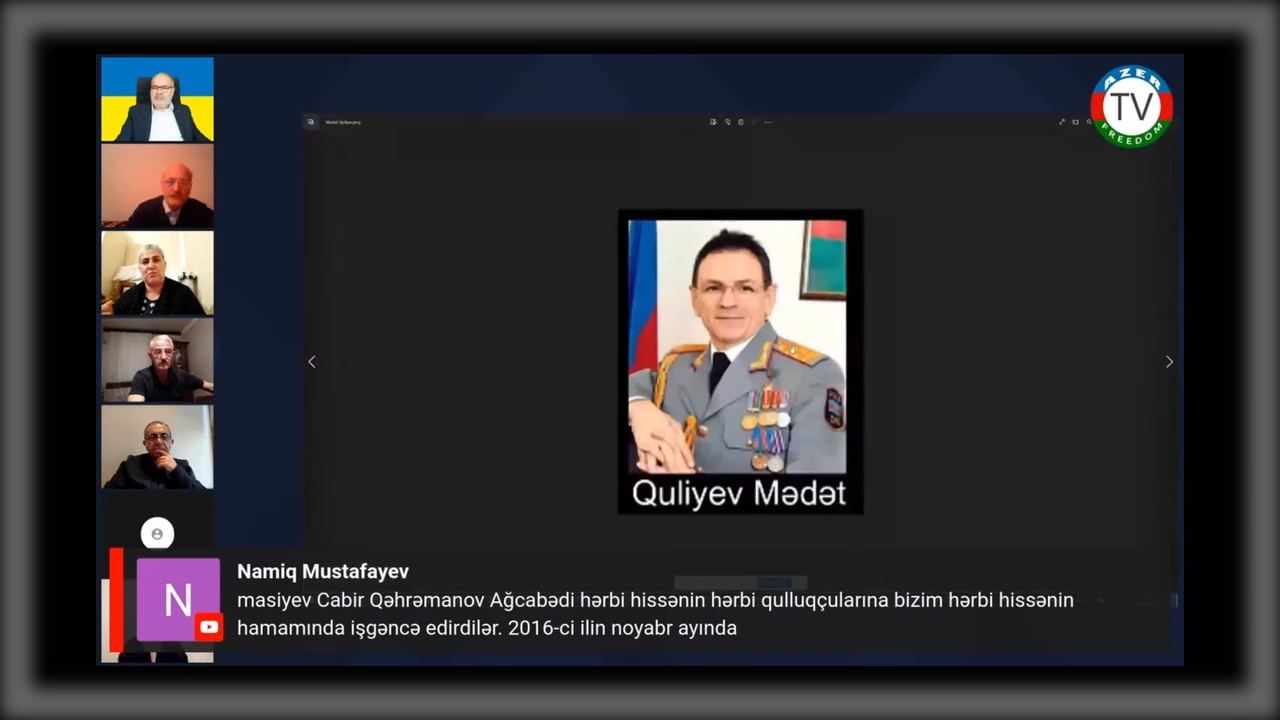 AZER
TV
FREEDOM
Quliyev Mədət
N
Namiq Mustafayev
masiyev Cabir Qəhrəmanov Ağcabədi hərbi hissənin hərbi qulluqçularına bizim hərbi hissənin
hamamında işgəncə edirdilər. 2016-ci ilin noyabr ayında